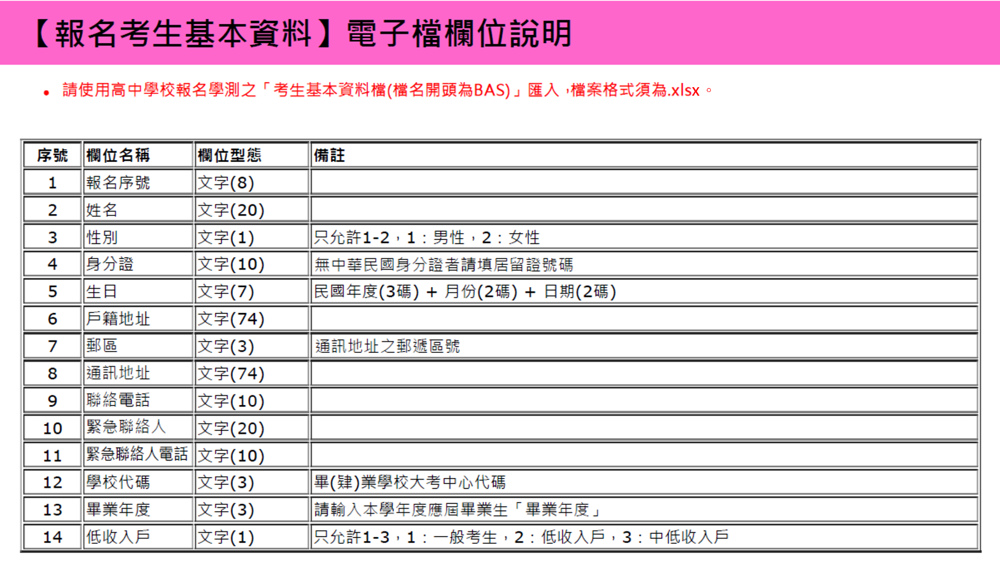 【報名考生基本資料】電子檔欄位說明
• 請使用高中學校報名學測之「考生基本資料檔(檔名開頭為BAS)」匯入，檔案格式須為.xlsx。
序號 欄位名稱 欄位型態 備註
1 報名序號 文字(8)
2 姓名 文字(20)
3 性別 文字(1) 只允許1-2，1：男性，2：女性
4 身分證 文字(10) 無中華民國身分證者請填居留證號碼
5 生日 文字(7) 民國年度(3碼) + 月份(2碼) + 日期(2碼)
6 戶籍地址 文字(74)
7 郵區 文字(3) 通訊地址之郵遞區號
8 通訊地址 文字(74)
9 聯絡電話 文字(10)
10 緊急聯絡人 文字(20)
11 緊急聯絡人電話 文字(10)
12 學校代碼 文字(3) 畢(肄)業學校大考中心代碼
13 畢業年度 文字(3) 請輸入本學年度應屆畢業生「畢業年度」
14 低收入戶 文字(1) 只允許1-3，1：一般考生，2：低收入戶，3：中低收入戶